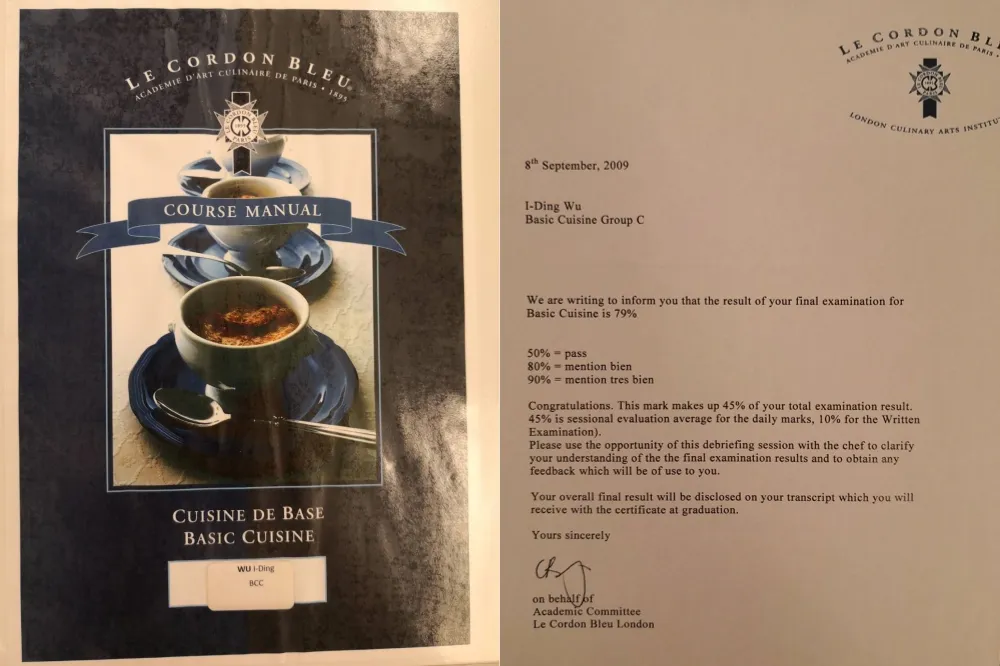 LE CORDON BLEU®
ACADEMIE D'ART CULINAIRE DE PARIS • 1895
LE CORDON BLEU
PARIS
COURSE MANUAL
CUISINE DE BASE
BASIC CUISINE
WU I-Ding
BCC
LE CORDON BL
ACADEMIE D'ART CULINAIRE DE PARIS •
LONDON CULINARY ARTS INSTITU
8th September, 2009
I-Ding Wu
Basic Cuisine Group C
We are writing to inform you that the result of your final examination for
Basic Cuisine is 79%
50% = pass
80% = mention bien
90% = mention tres bien
Congratulations. This mark makes up 45% of your total examination result.
45% is sessional evaluation average for the daily marks, 10% for the Written
Examination).
Please use the opportunity of this debriefing session with the chef to clarify
your understanding of the the final examination results and to obtain any
feedback which will be of use to you.
Your overall final result will be disclosed on your transcript which you will
receive with the certificate at graduation.
Yours sincerely
on behalf of
Academic Committee
Le Cordon Bleu London